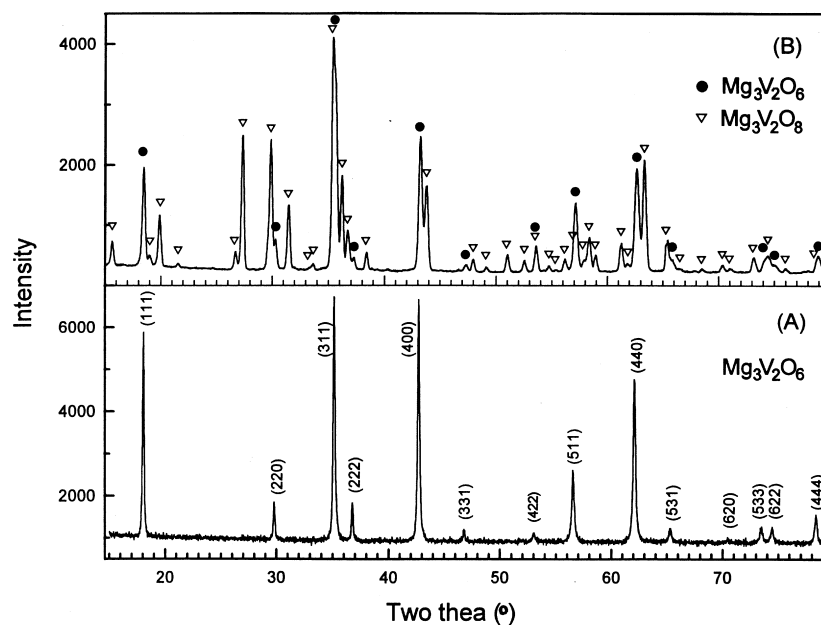 4000
2000
(B)
● Mg₃V₂O₆
▽ Mg₃V₂O₈
Intensity
6000
4000
2000
(A)
Mg₃V₂O₆
(111)
(220)
(311)
(222)
(400)
(331)
(422)
(511)
(440)
(531)
(620)
(533)
(622)
(444)
20 30 40 50 60 70
Two thea (º)